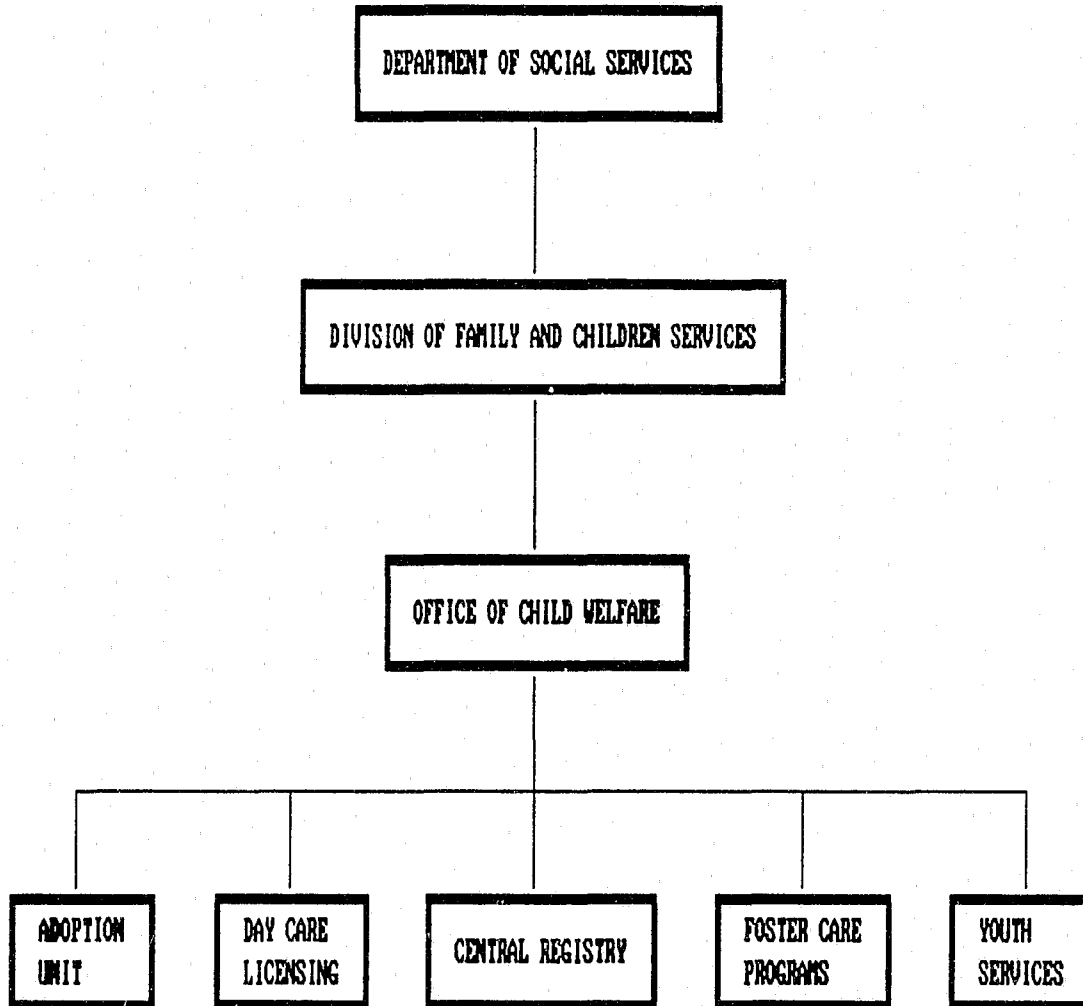 DEPARTMENT OF SOCIAL SERVICES
DIVISION OF FAMILY AND CHILDREN SERVICES
OFFICE OF CHILD WELFARE
ADOPTION
UNIT
DAY CARE
LICENSING
CENTRAL REGISTRY
FOSTER CARE
PROGRAMS
YOUTH
SERVICES